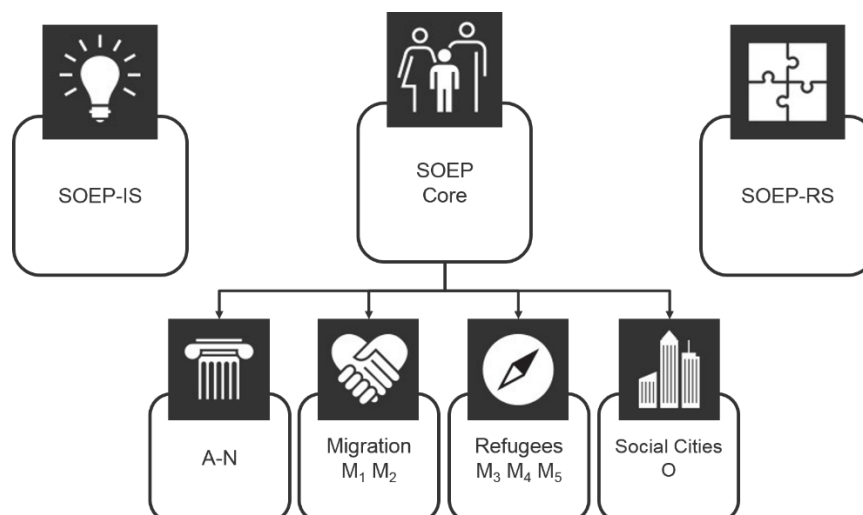 SOEP-IS
SOEP
Core
SOEP-RS
A-N
Migration
M₁ M₂
Refugees
M₃ M₄ M₅
Social Cities
O